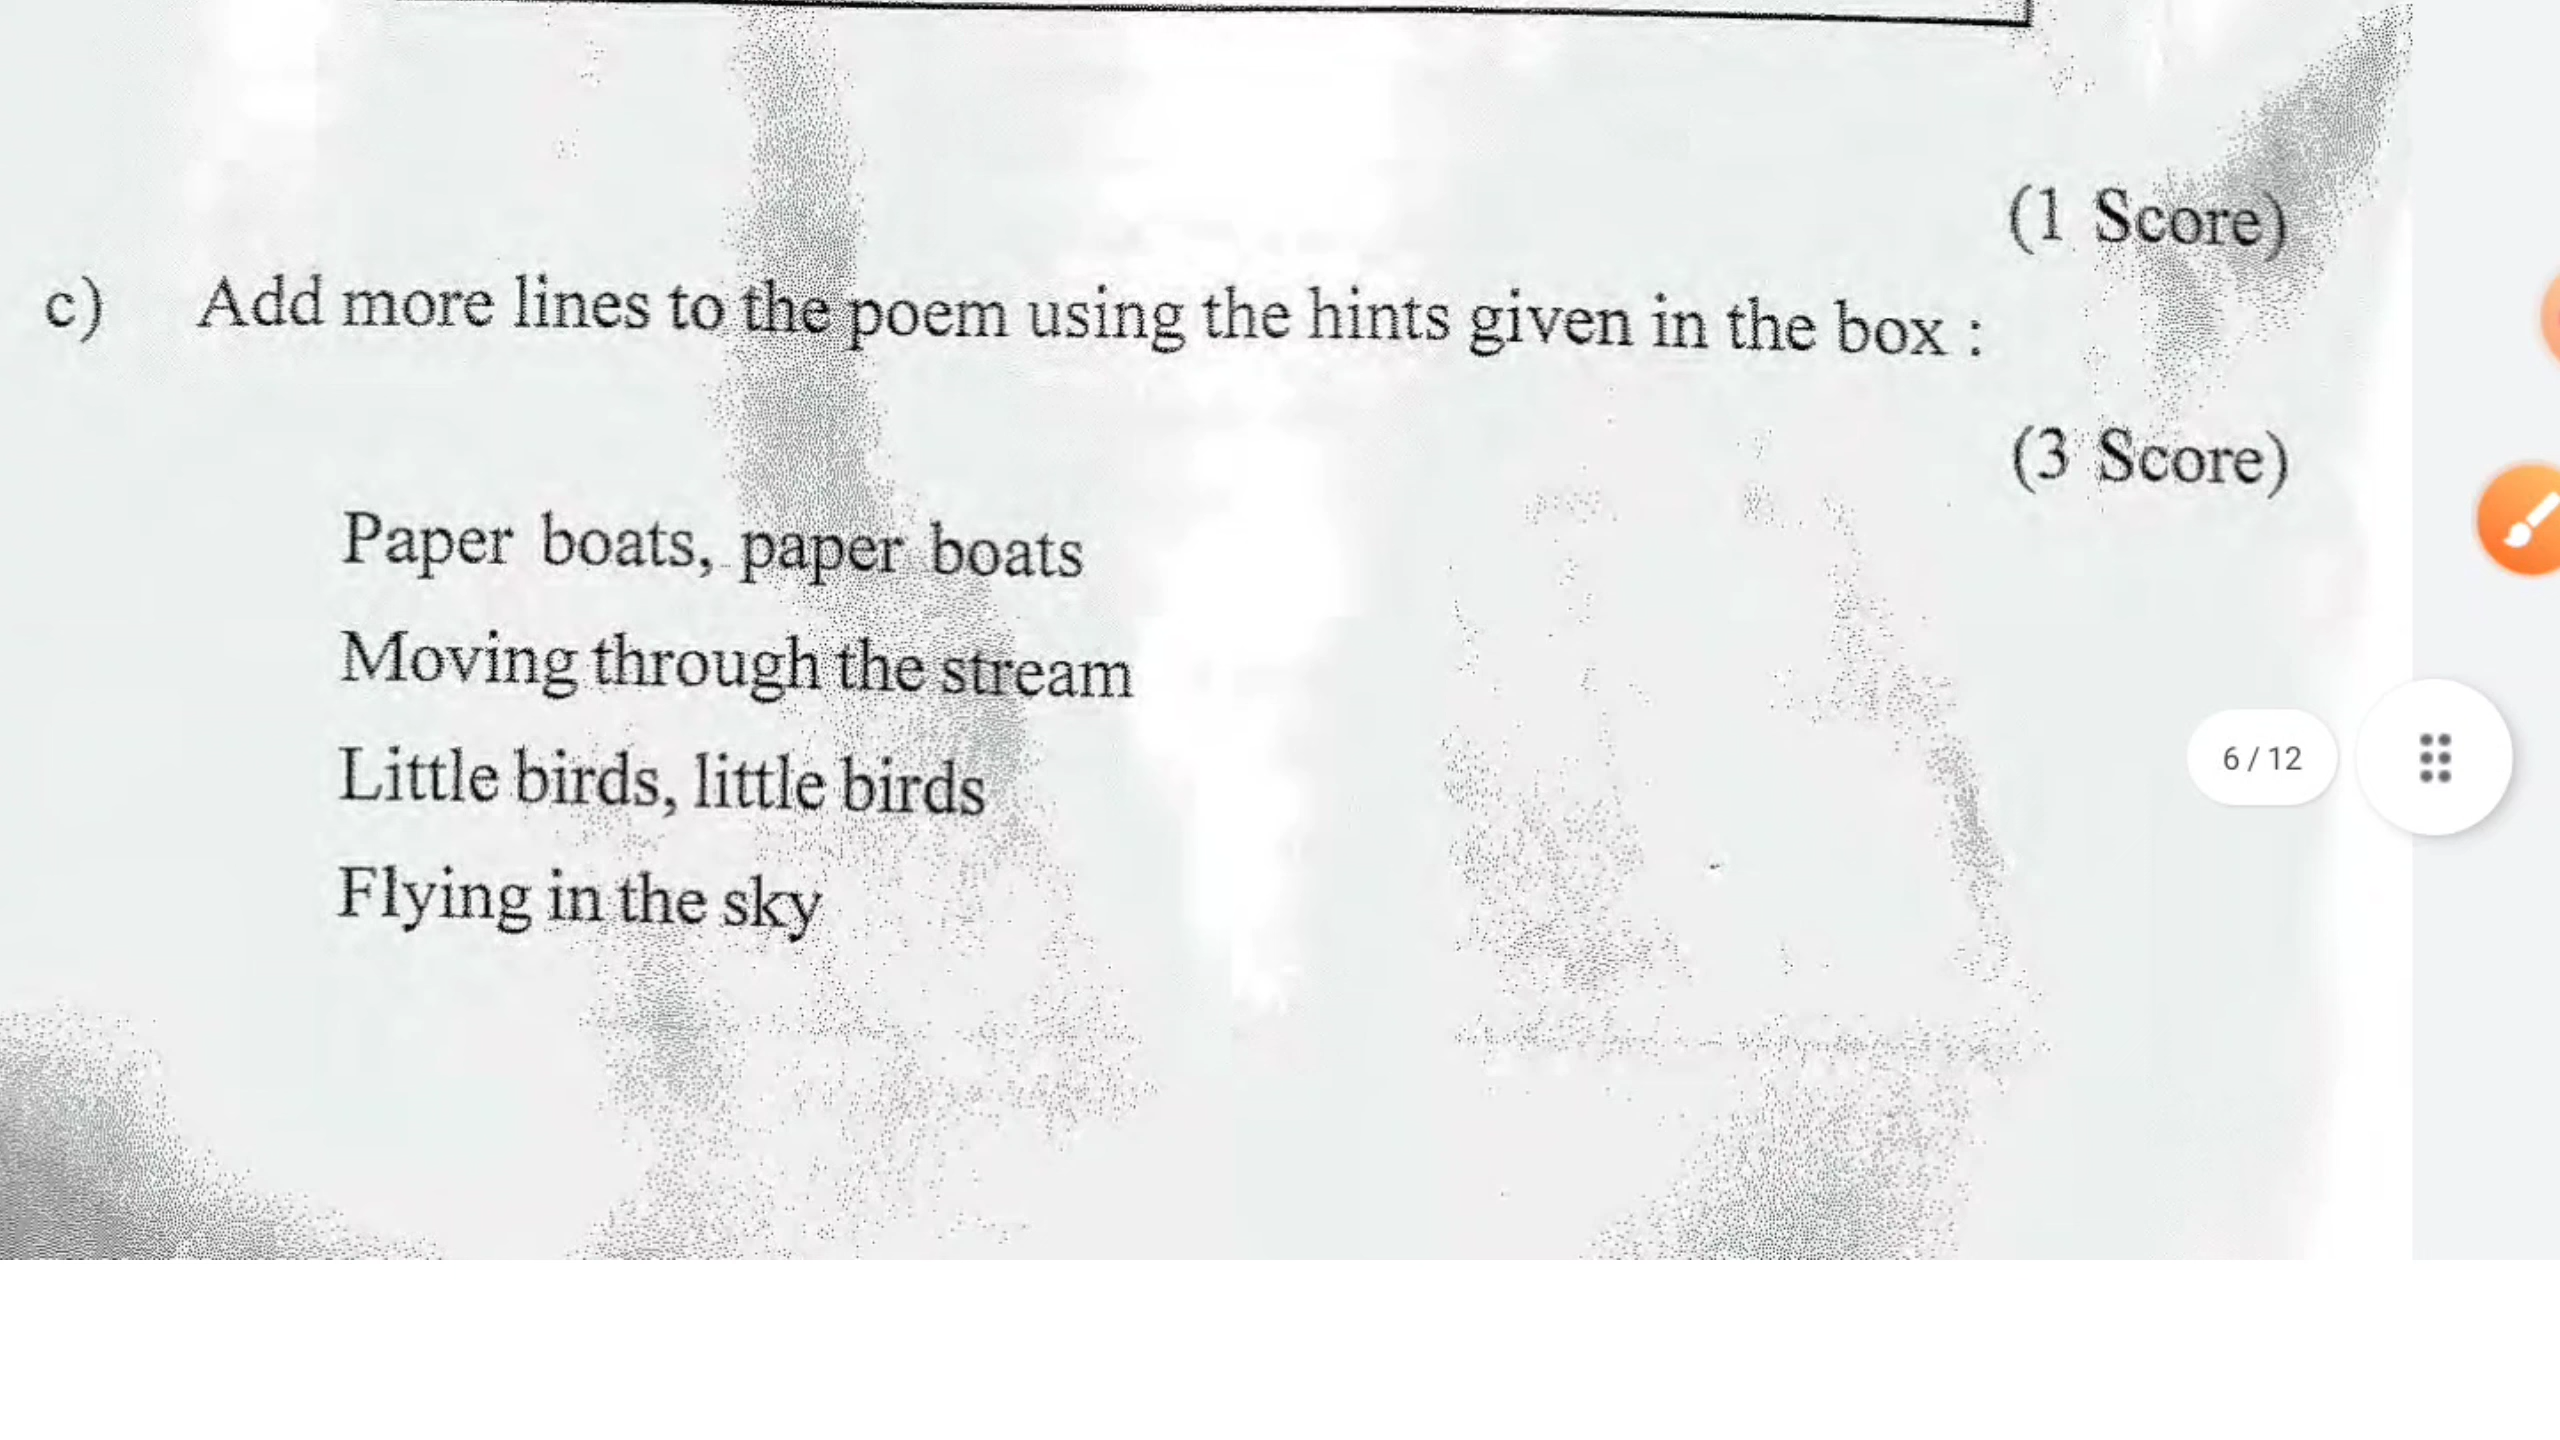 (1 Score)
c) Add more lines to the poem using the hints given in the box :
(3 Score)
Paper boats, paper boats
Moving through the stream
Little birds, little birds
Flying in the sky
6 / 12